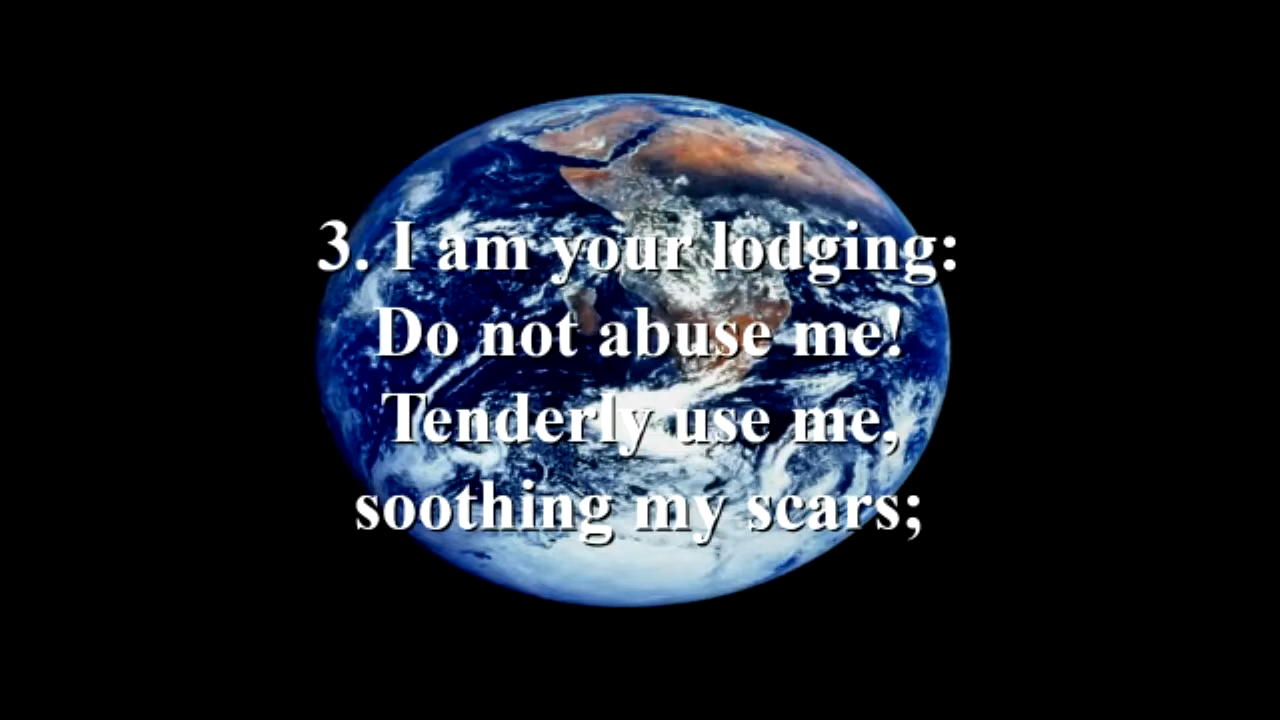 3. I am your lodging:
Do not abuse me!
Tenderly use me,
soothing my scars;